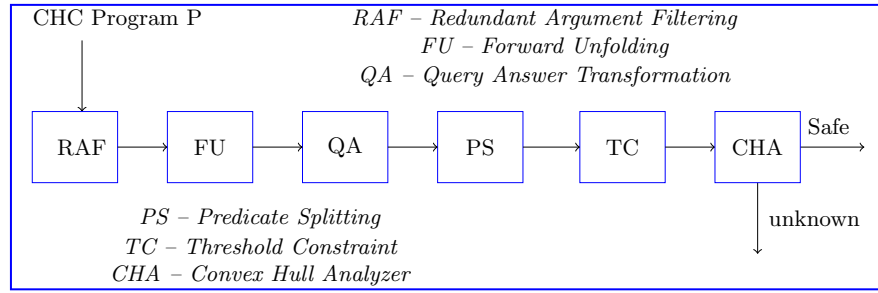 CHC Program P
RAF – Redundant Argument Filtering
FU – Forward Unfolding
QA – Query Answer Transformation
RAF
FU
QA
PS
TC
CHA
Safe
unknown
PS – Predicate Splitting
TC – Threshold Constraint
CHA – Convex Hull Analyzer